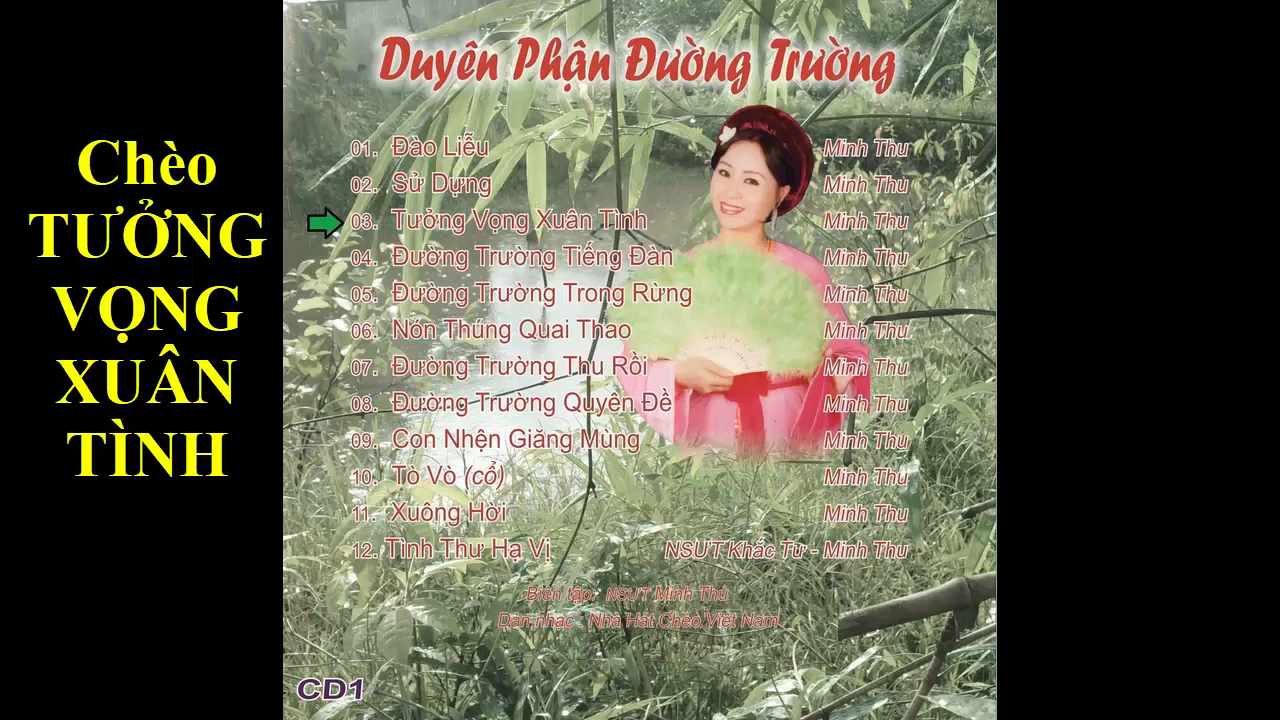 Chèo
TƯỞNG
VỌNG
XUÂN
TÌNH
Duyên Phận Đường Trường
01. Đào Liễu Minh Thu
02. Sử Dựng Minh Thu
03. Tưởng Vọng Xuân Tình Minh Thu
04. Đường Trường Tiếng Đàn Minh Thu
05. Đường Trường Trong Rừng Minh Thu
06. Nón Thúng Quai Thao Minh Thu
07. Đường Trường Thu Rồi Minh Thu
08. Đường Trường Quyên Đề Minh Thu
09. Con Nhện Giăng Mùng Minh Thu
10. Tò Vò (cổ) Minh Thu
11. Xuông Hời Minh Thu
12. Tình Thư Hạ Vị NSƯT Khắc Tư - Minh Thu
Biên tập: NSƯT Minh Thu
Dàn nhạc : Nhà Hát Chèo Việt Nam
CD1